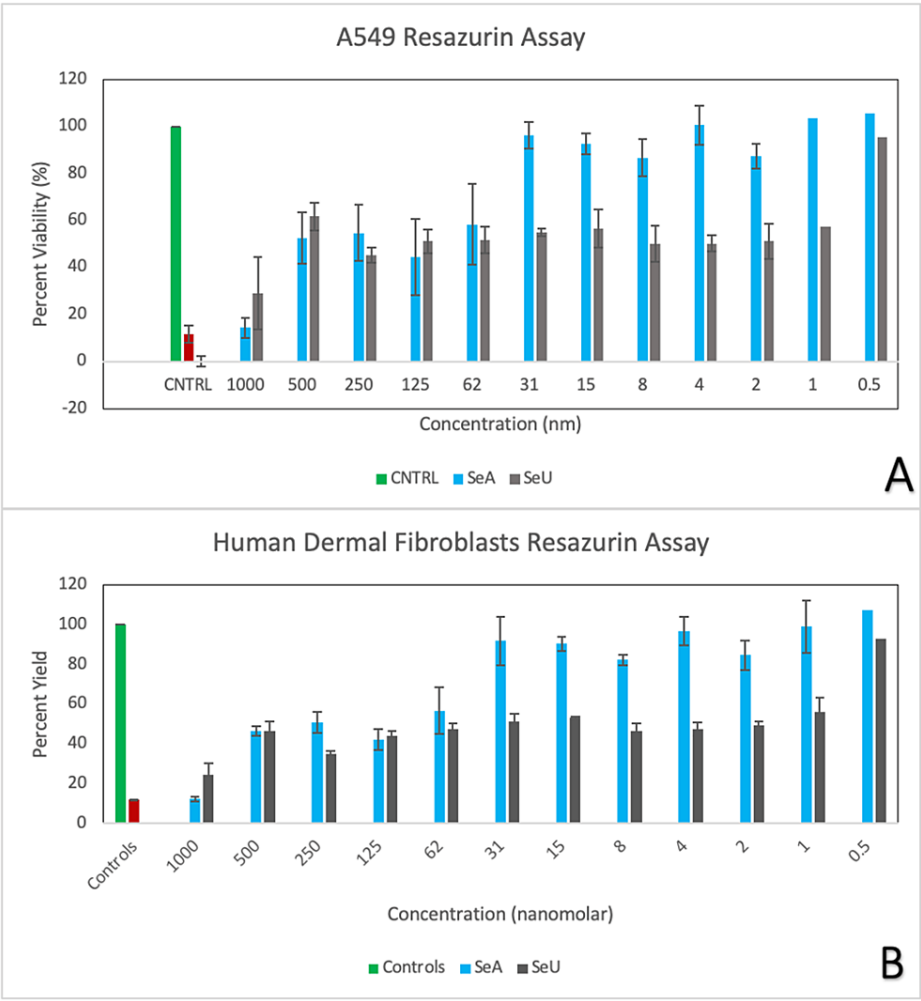 A549 Resazurin Assay
120
100
80
60
40
20
0
-20
Percent Viability (%)
CNTRL 1000 500 250 125 62 31 15 8 4 2 1 0.5
Concentration (nm)
CNTRL SeA SeU
A
Human Dermal Fibroblasts Resazurin Assay
120
100
80
60
40
20
0
Percent Yield
Controls 1000 500 250 125 62 31 15 8 4 2 1 0.5
Concentration (nanomolar)
Controls SeA SeU
B